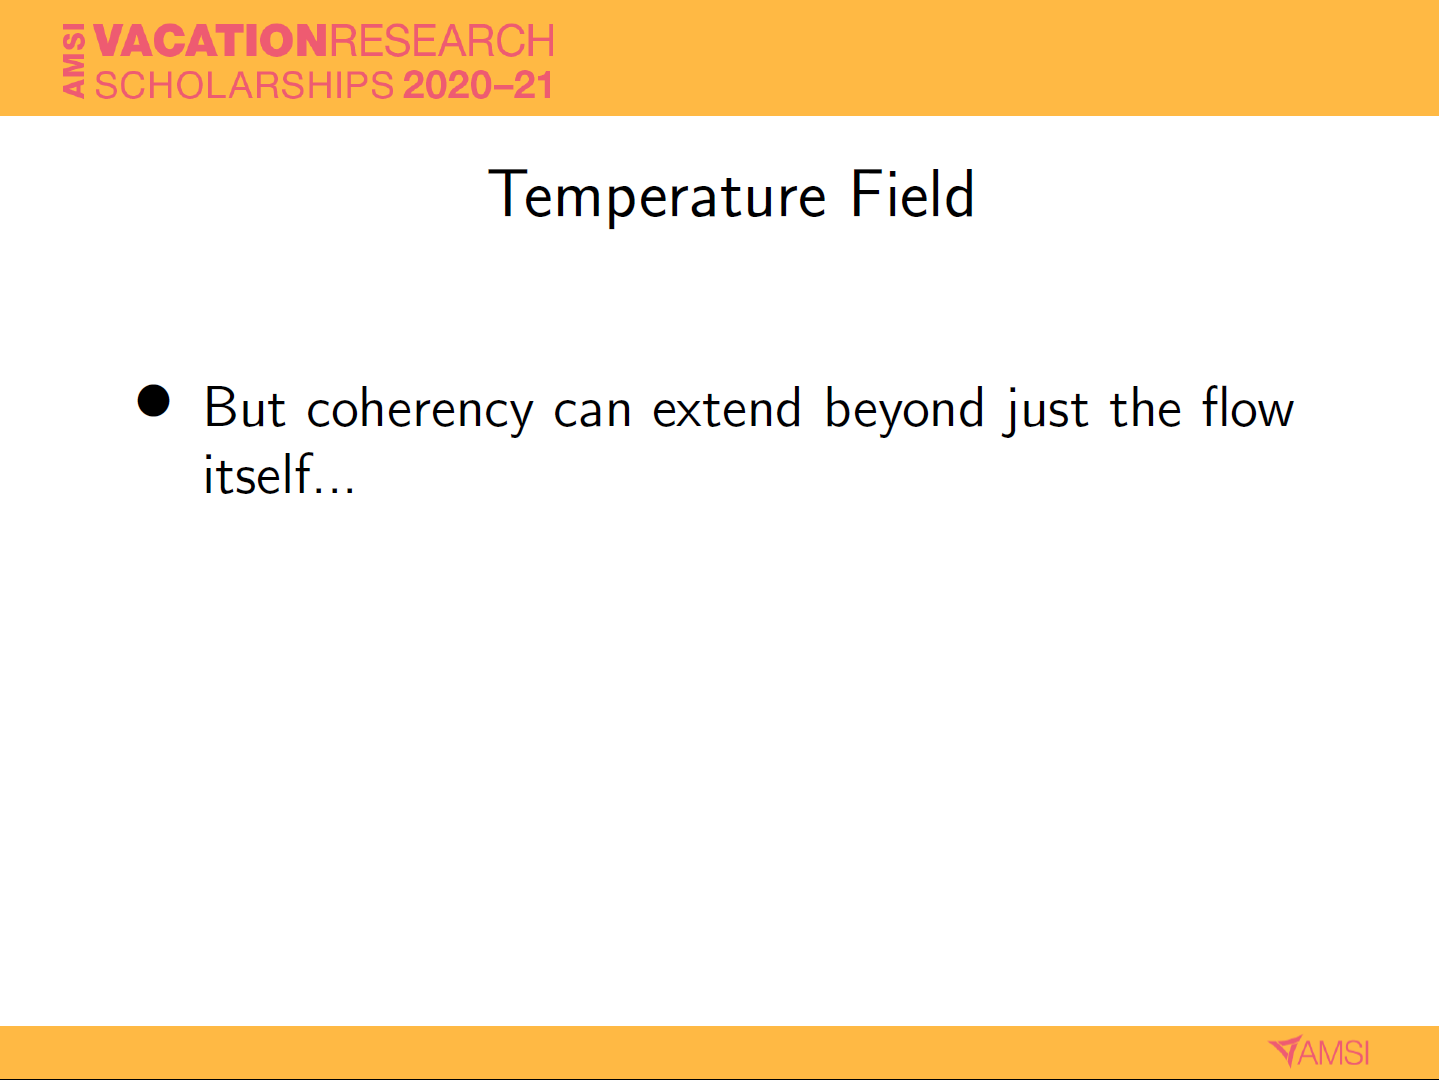 AMSI
VACATIONRESEARCH
SCHOLARSHIPS 2020–21
Temperature Field
● But coherency can extend beyond just the flow
itself...
AMSI